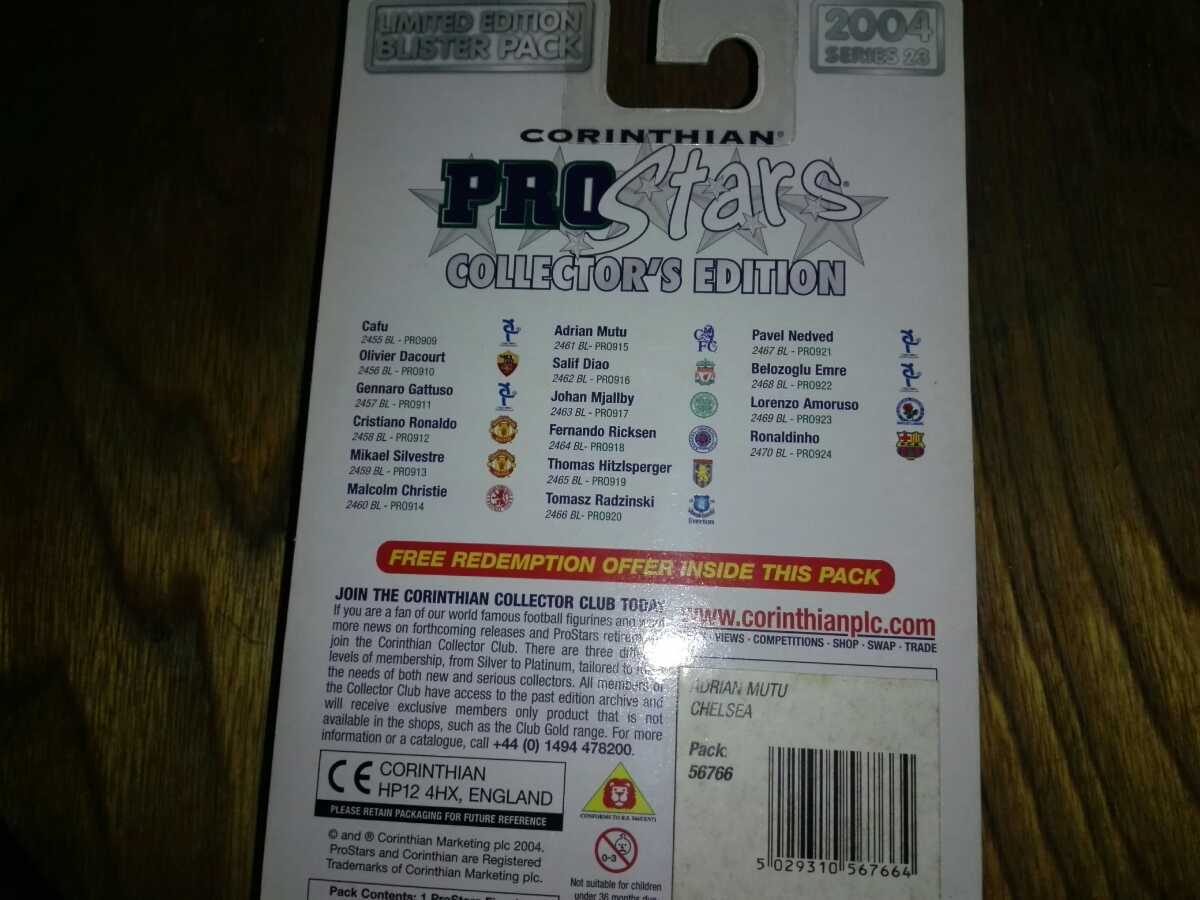 LIMITED EDITION
BLISTER PACK
2004
SERIES 23
CORINTHIAN®
PROStars®
COLLECTOR'S EDITION
Cafu
2455 BL - PRO909
Olivier Dacourt
2456 BL - PRO910
Gennaro Gattuso
2457 BL - PRO911
Cristiano Ronaldo
2458 BL - PRO912
Mikael Silvestre
2459 BL - PRO913
Malcolm Christie
2460 BL - PRO914
Adrian Mutu
2461 BL- PRO915
Salif Diao
2462 BL - PRO916
Johan Mjallby
2463 BL - PRO917
Fernando Ricksen
2464 BL - PRO918
Thomas Hitzlsperger
2465 BL - PRO919
Tomasz Radzinski
2466 BL- PRO920
Everton
Pavel Nedved
2467 BL - PRO921
Belozoglu Emre
2468 BL - PRO922
Lorenzo Amoruso
2469 BL - PRO923
Ronaldinho
2470 BL - PRO924
FREE REDEMPTION OFFER INSIDE THIS PACK
JOIN THE CORINTHIAN COLLECTOR CLUB TODAY
If you are a fan of our world famous football figurines and
more news on forthcoming releases and ProStars
join the Corinthian Collector Club. There are three
levels of membership, from Silver to Platinum, tailored to
the needs of both new and serious collectors. All members of
the Collector Club have access to the past edition archive and
will receive exclusive members only product that is not
available in the shops, such as the Club Gold range. For more
information or a catalogue, call +44 (0) 1494 478200.
www.corinthianplc.com
· VIEWS · COMPETITIONS · SHOP · SWAP · TRADE
ADRIAN MUTU
CHELSEA
Pack:
56766
5 029310 567664
CE CORINTHIAN
HP12 4HX, ENGLAND
PLEASE RETAIN PACKAGING FOR FUTURE REFERENCE
© and ® Corinthian Marketing plc 2004.
ProStars and Corinthian are Registered
Trademarks of Corinthian Marketing plc.
0-3
Not suitable for children
under 36 months due
Pack Contents: 1 ProStars